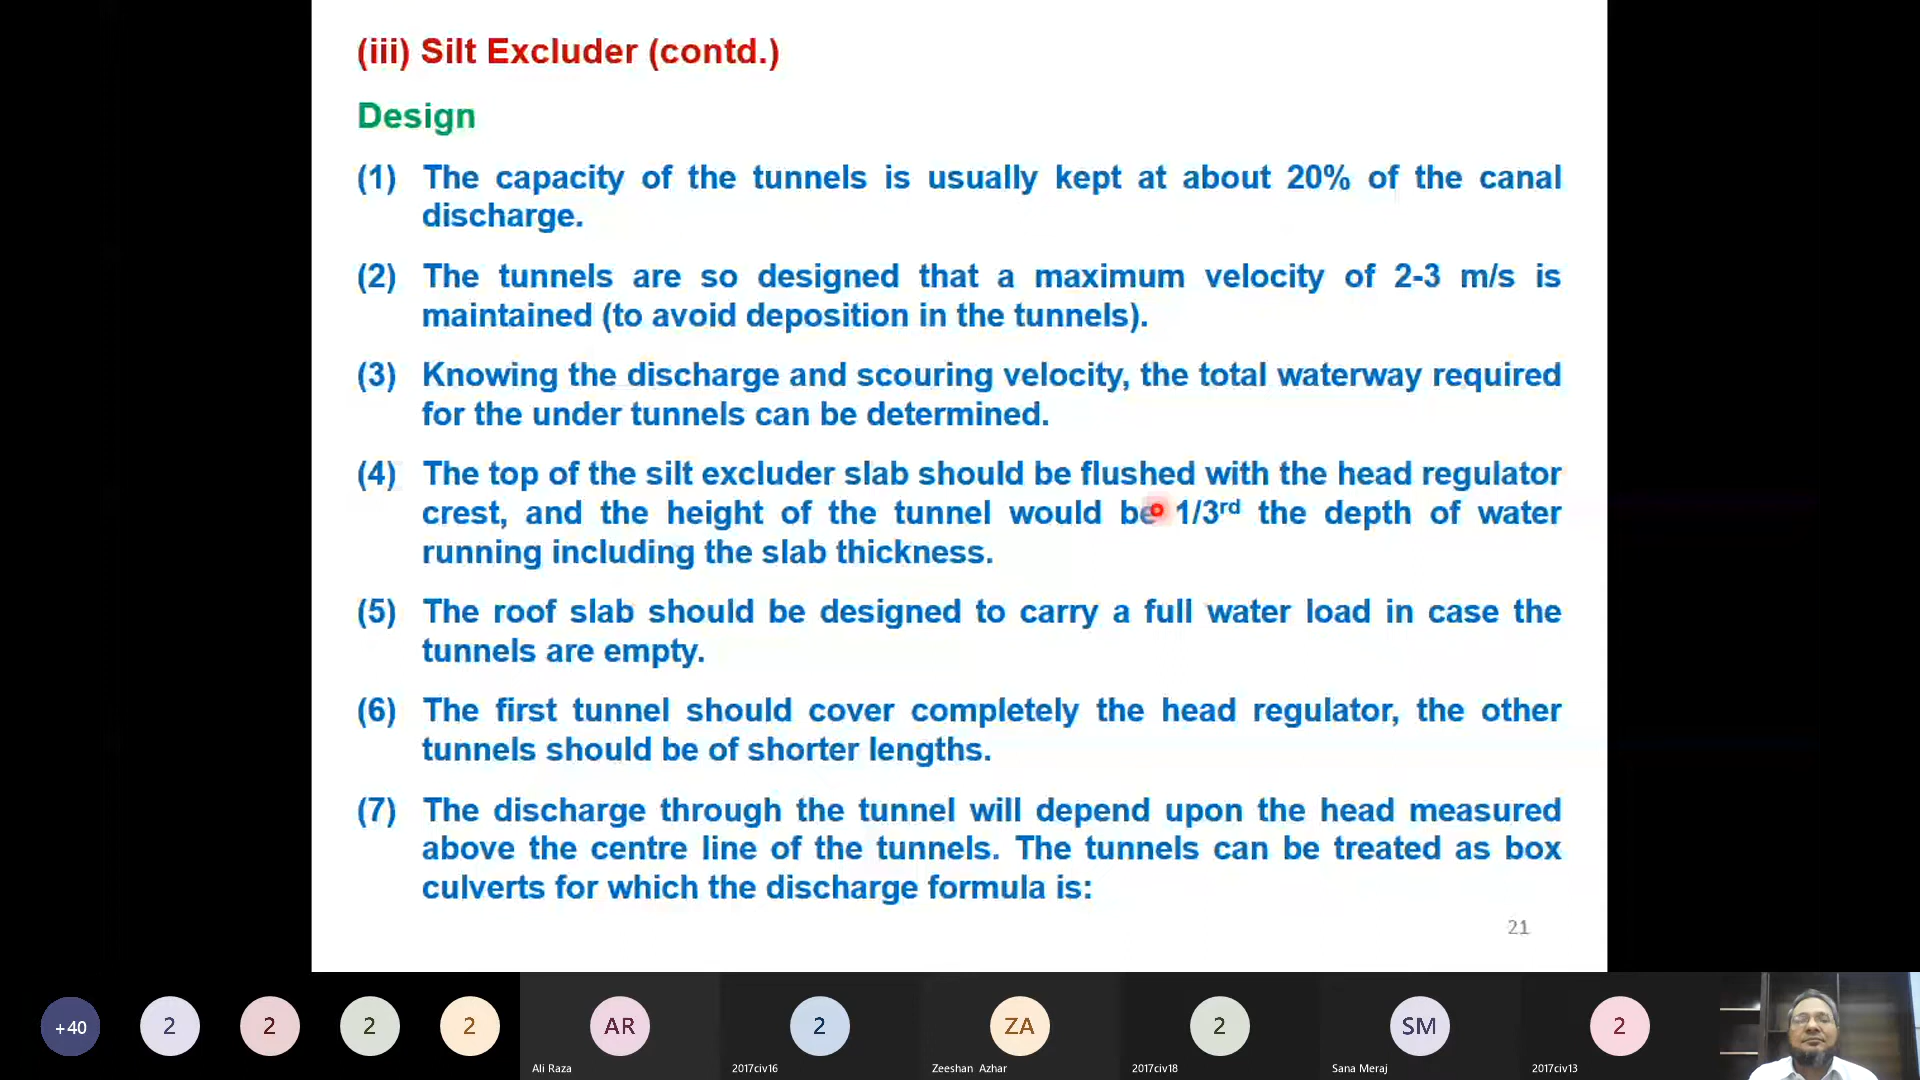 (iii) Silt Excluder (contd.)
Design
(1) The capacity of the tunnels is usually kept at about 20% of the canal
discharge.
(2) The tunnels are so designed that a maximum velocity of 2-3 m/s is
maintained (to avoid deposition in the tunnels).
(3) Knowing the discharge and scouring velocity, the total waterway required
for the under tunnels can be determined.
(4) The top of the silt excluder slab should be flushed with the head regulator
crest, and the height of the tunnel would be 1/3rd the depth of water
running including the slab thickness.
(5) The roof slab should be designed to carry a full water load in case the
tunnels are empty.
(6) The first tunnel should cover completely the head regulator, the other
tunnels should be of shorter lengths.
(7) The discharge through the tunnel will depend upon the head measured
above the centre line of the tunnels. The tunnels can be treated as box
culverts for which the discharge formula is:
21
+40 2 2 2 2 AR 2 ZA 2 SM 2
Ali Raza 2017civ16 Zeeshan Azhar 2017civ18 Sana Meraj 2017civ13